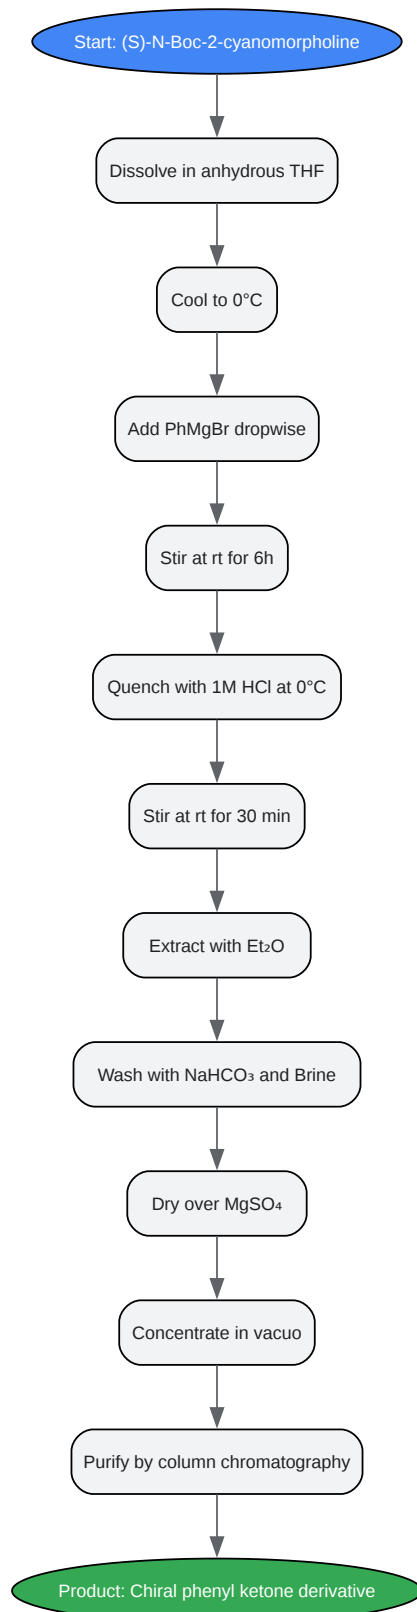 Start: (S)-N-Boc-2-cyanomorpholine
Dissolve in anhydrous THF
Cool to 0°C
Add PhMgBr dropwise
Stir at rt for 6h
Quench with 1M HCl at 0°C
Stir at rt for 30 min
Extract with Et₂O
Wash with NaHCO₃ and Brine
Dry over MgSO₄
Concentrate in vacuo
Purify by column chromatography
Product: Chiral phenyl ketone derivative